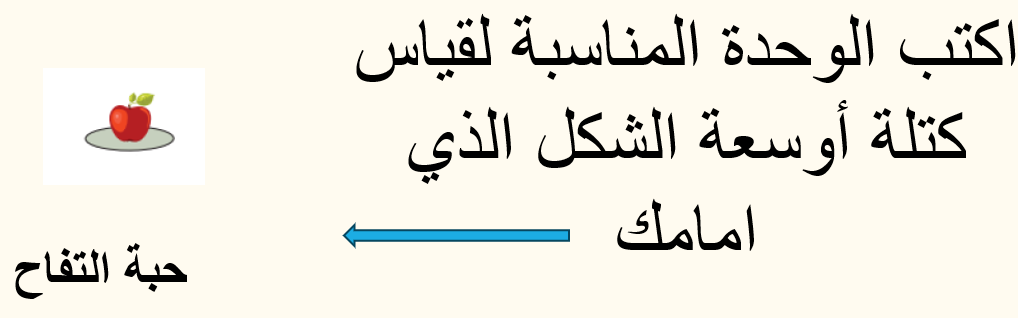 اكتب الوحدة المناسبة لقياس
كتلة أوسعة الشكل الذي
امامك
حبة التفاح